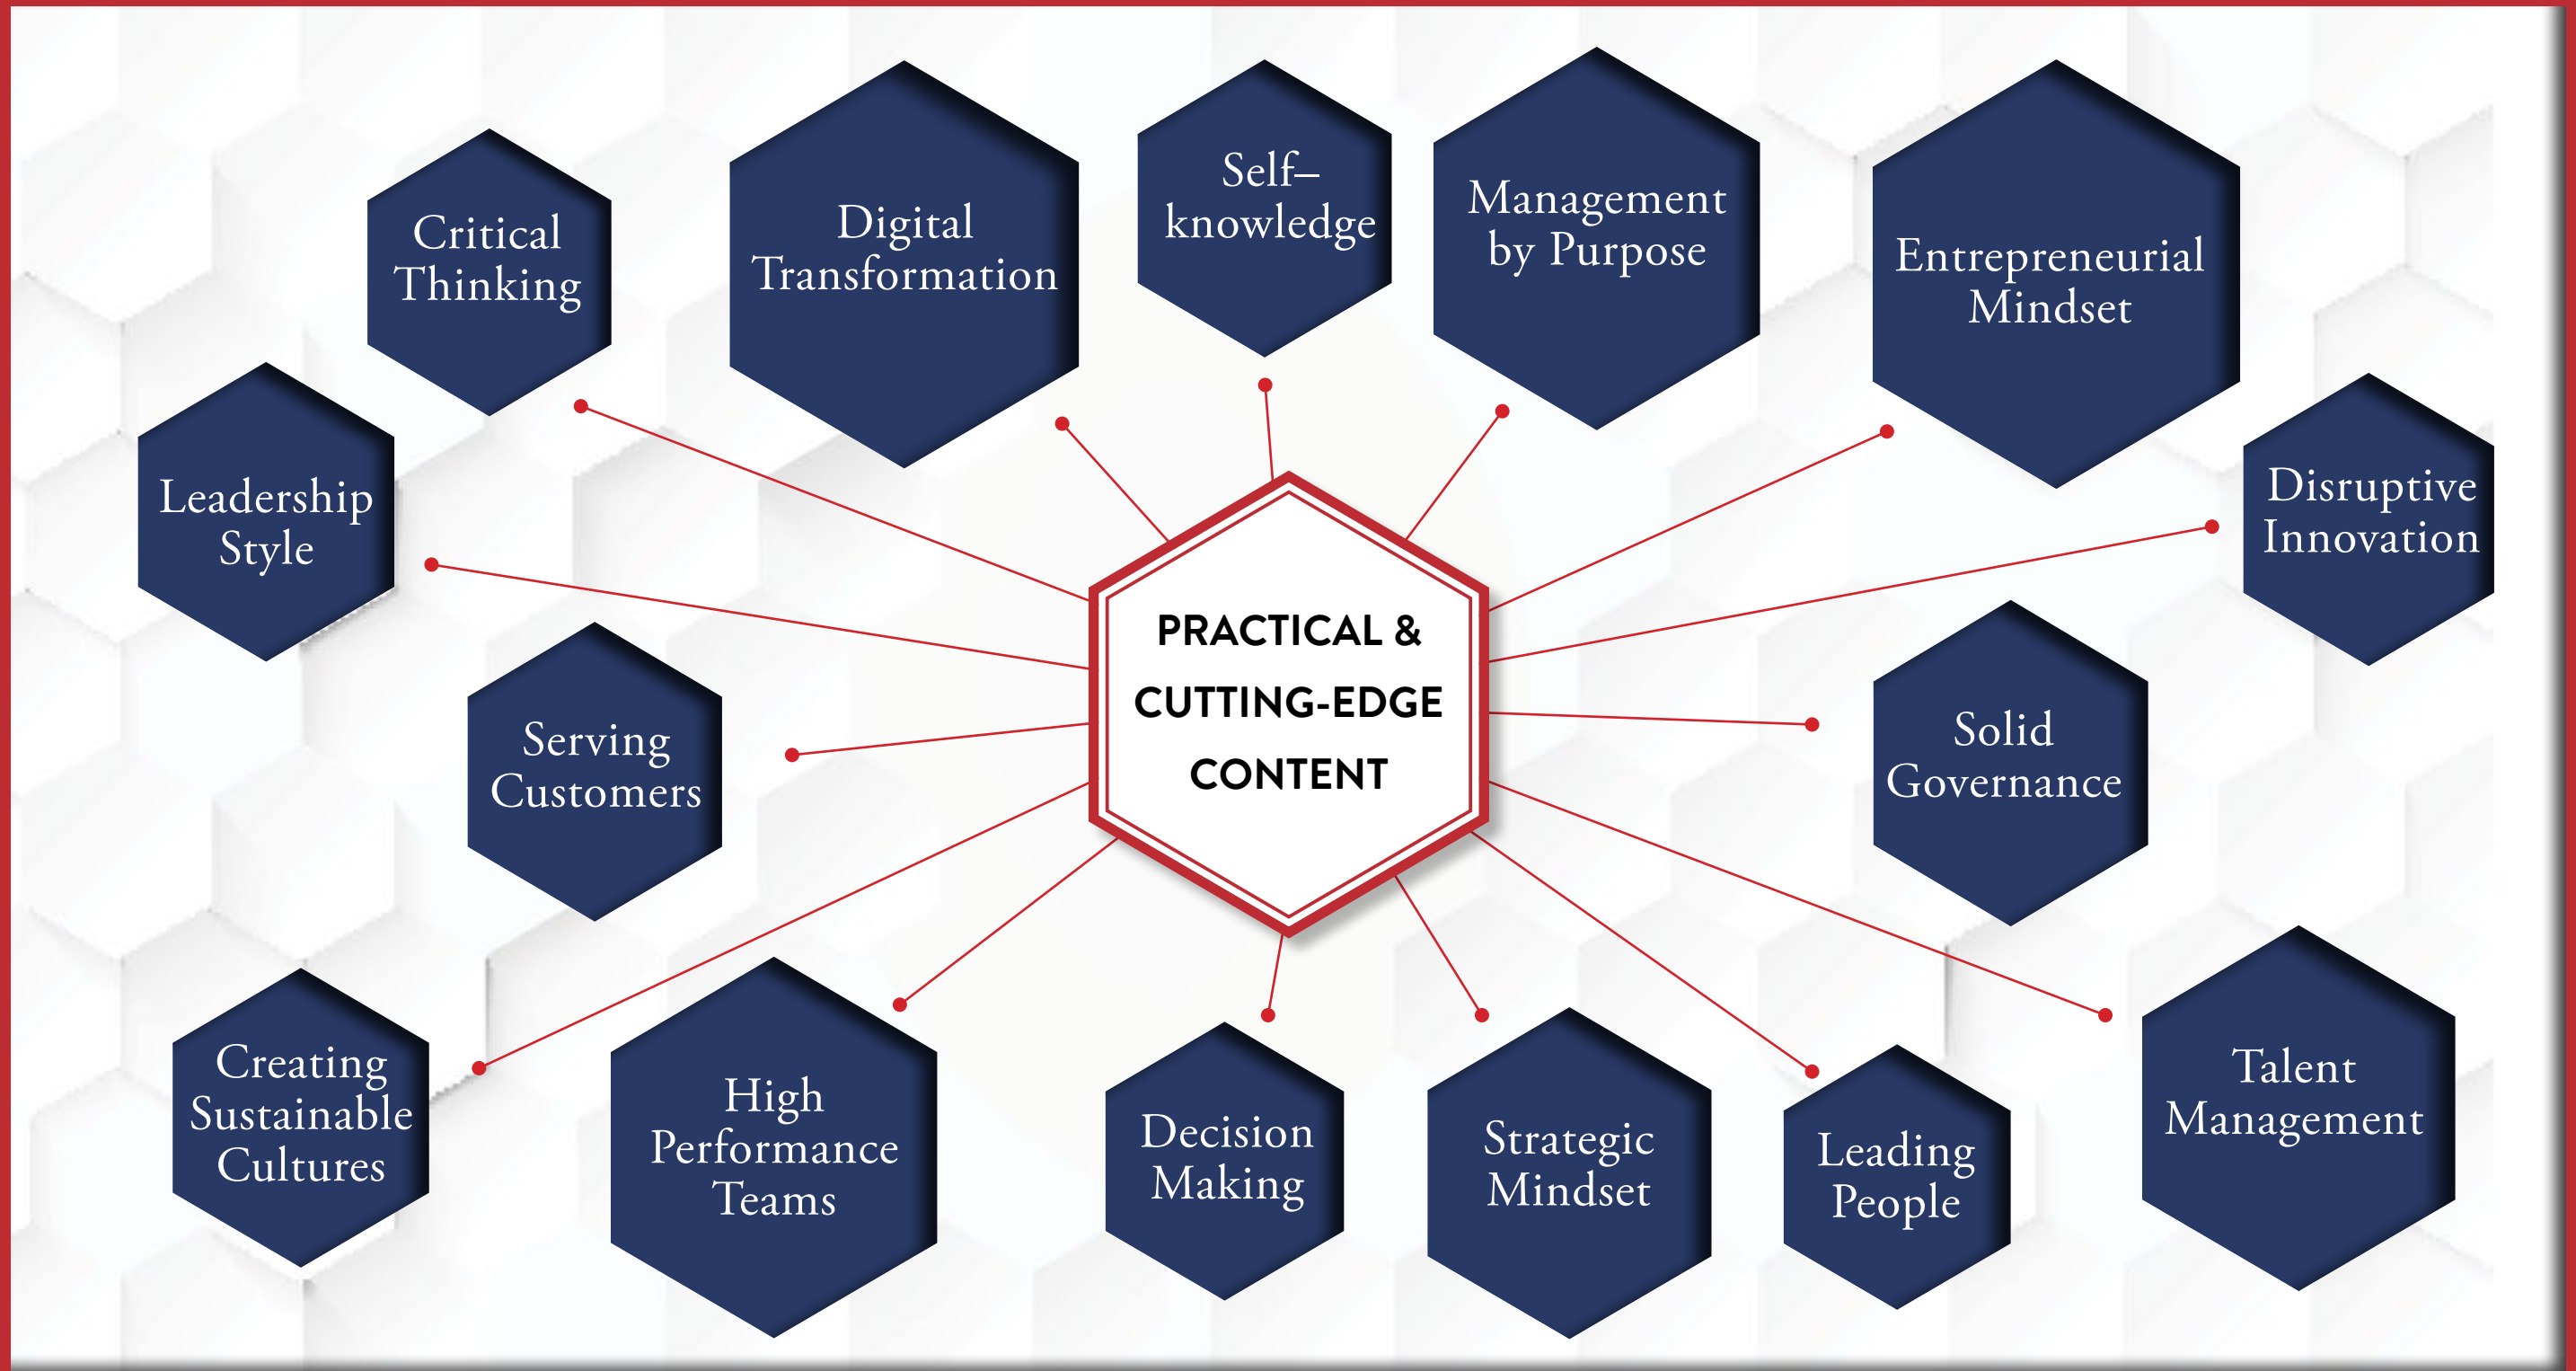 Critical
Thinking
Digital
Transformation
Self–
knowledge
Management
by Purpose
Entrepreneurial
Mindset
Leadership
Style
Disruptive
Innovation
PRACTICAL &
CUTTING-EDGE
CONTENT
Serving
Customers
Solid
Governance
Creating
Sustainable
Cultures
High
Performance
Teams
Decision
Making
Strategic
Mindset
Leading
People
Talent
Management